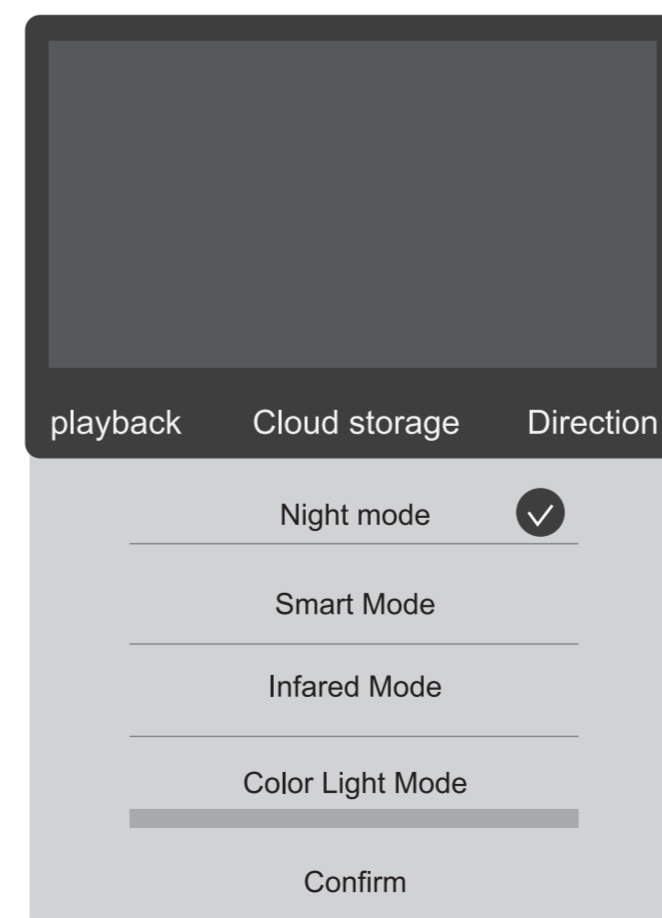 playback Cloud storage Direction
Night mode
Smart Mode
Infared Mode
Color Light Mode
Confirm